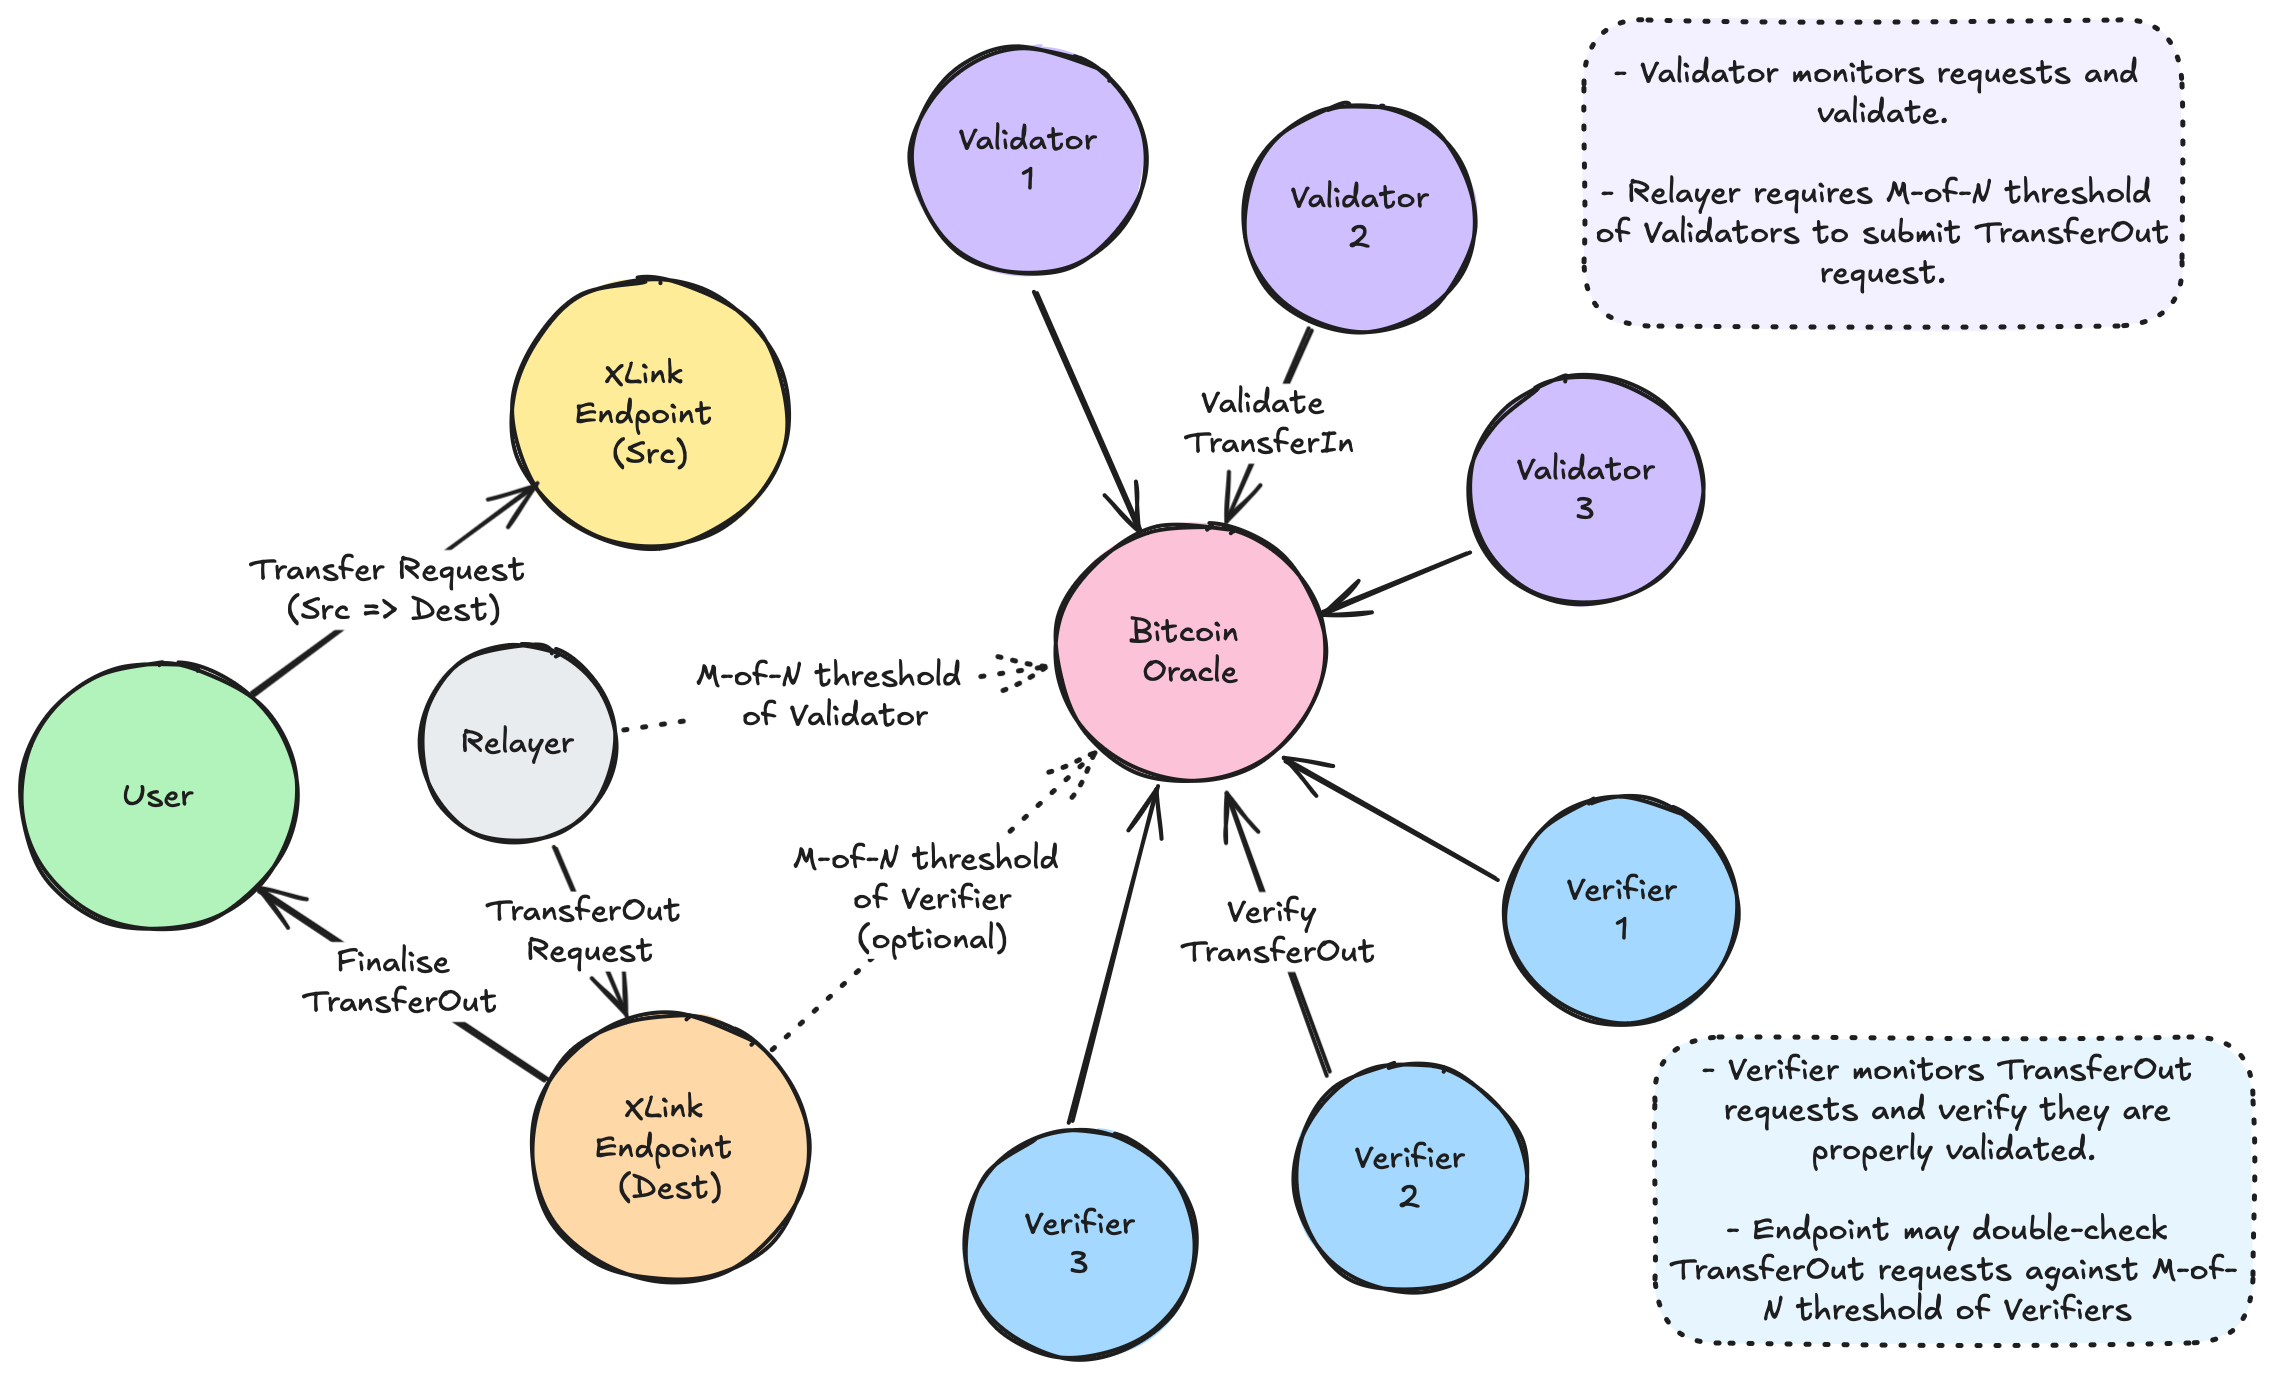 Validator
1
Validator
2
- Validator monitors requests and
validate.
- Relayer requires M-of-N threshold
of Validators to submit TransferOut
request.
XLink
Endpoint
(Src)
Validate
TransferIn
Validator
3
Transfer Request
(Src => Dest)
Bitcoin
Oracle
M-of-N threshold
of Validator
Relayer
User
M-of-N threshold
of Verifier
(optional)
TransferOut
Request
Verify
TransferOut
Verifier
1
Finalise
TransferOut
XLink
Endpoint
(Dest)
Verifier
2
Verifier
3
- Verifier monitors TransferOut
requests and verify they are
properly validated.
- Endpoint may double-check
TransferOut requests against M-of-
N threshold of Verifiers